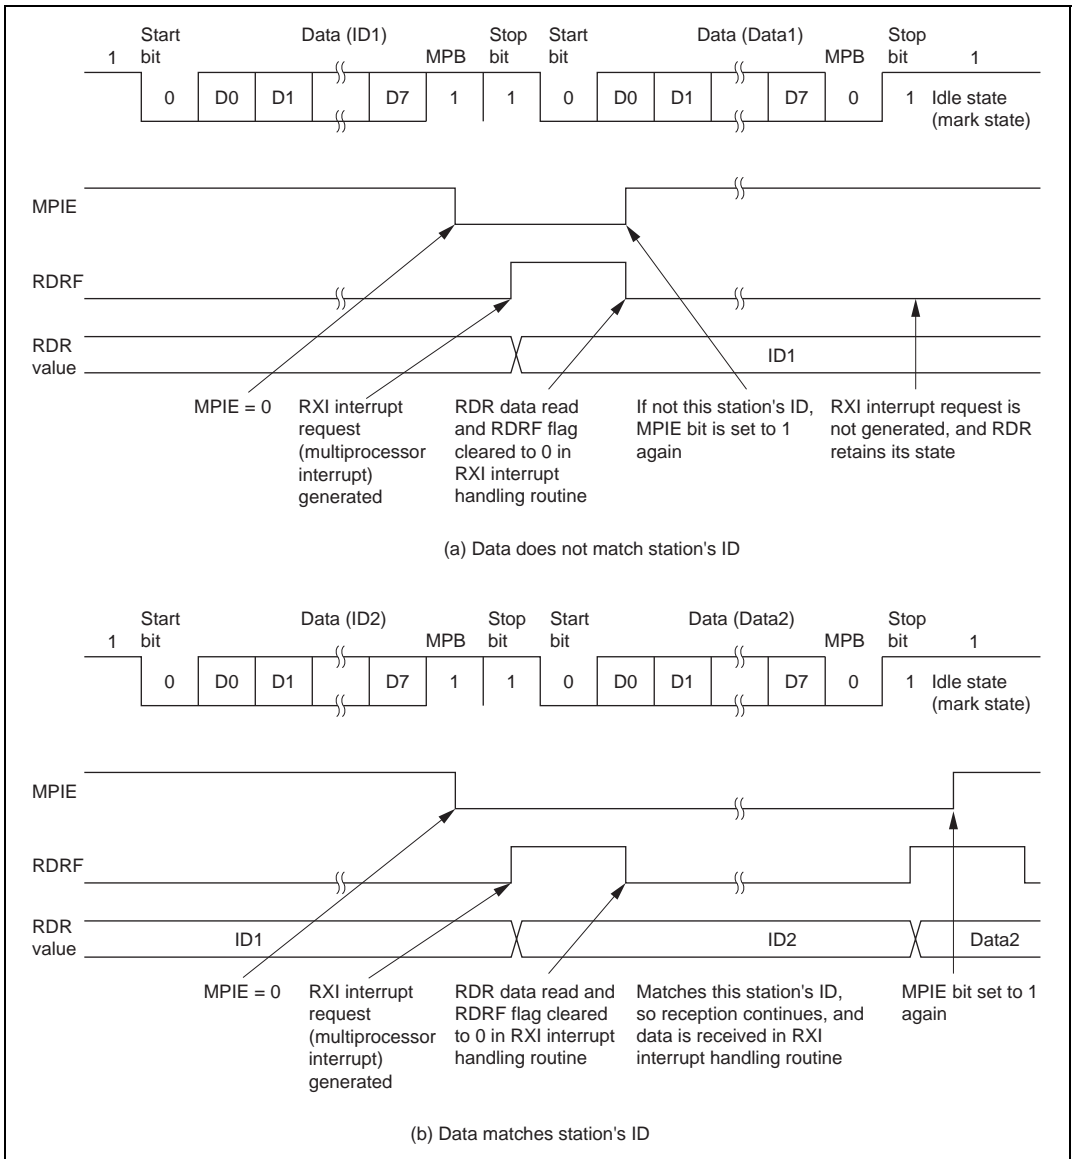 Start Data (ID1) Stop Start Data (Data1) Stop
1 bit MPB bit bit MPB bit 1
0 D0 D1 D7 1 1 0 D0 D1 D7 0 1 Idle state
(mark state)
MPIE
RDRF
RDR
value
ID1
MPIE = 0
RXI interrupt
request
(multiprocessor
interrupt)
generated
RDR data read
and RDRF flag
cleared to 0 in
RXI interrupt
handling routine
If not this station's ID,
MPIE bit is set to 1
again
RXI interrupt request is
not generated, and RDR
retains its state
(a) Data does not match station's ID
Start Data (ID2) Stop Start Data (Data2) Stop
1 bit MPB bit bit MPB bit 1
0 D0 D1 D7 1 1 0 D0 D1 D7 0 1 Idle state
(mark state)
MPIE
RDRF
RDR
value
ID1 ID2 Data2
MPIE = 0
RXI interrupt
request
(multiprocessor
interrupt)
generated
RDR data read and
RDRF flag cleared
to 0 in RXI interrupt
handling routine
Matches this station's ID,
so reception continues, and
data is received in RXI
interrupt handling routine
MPIE bit set to 1
again
(b) Data matches station's ID